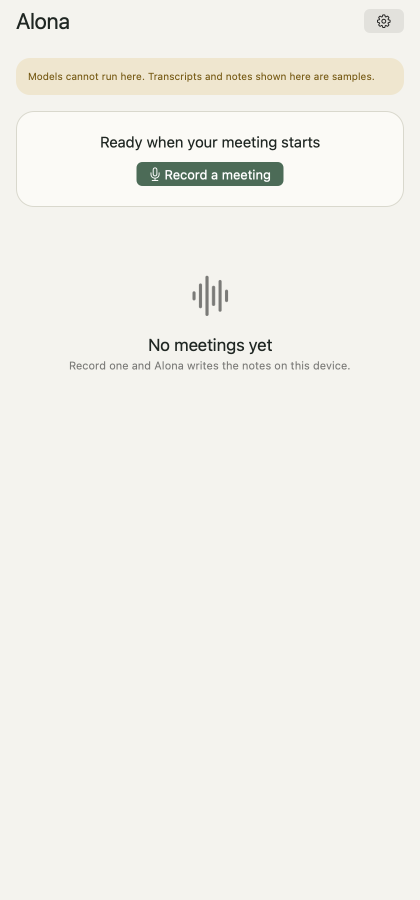 Alona
Models cannot run here. Transcripts and notes shown here are samples.
Ready when your meeting starts
Record a meeting
No meetings yet
Record one and Alona writes the notes on this device.